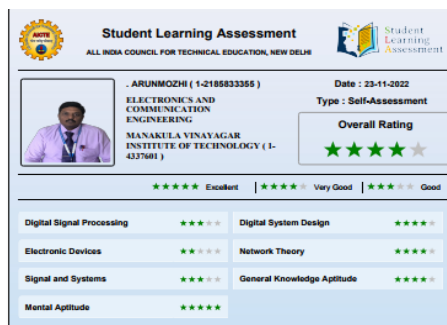 AICTE
Student Learning Assessment
ALL INDIA COUNCIL FOR TECHNICAL EDUCATION, NEW DELHI
Student
Learning
Assessment
. ARUNMOZHI ( 1-2185833355 )
ELECTRONICS AND
COMMUNICATION
ENGINEERING
MANAKULA VINAYAGAR
INSTITUTE OF TECHNOLOGY ( 1-
4337601 )
Date : 23-11-2022
Type : Self-Assessment
Overall Rating
★★★★★ Excellent | ★★★★★ Very Good | ★★★★★ Good
Digital Signal Processing ★★★★★
Digital System Design ★★★★★
Electronic Devices ★★★★★
Network Theory ★★★★★
Signal and Systems ★★★★★
General Knowledge Aptitude ★★★★★
Mental Aptitude ★★★★★